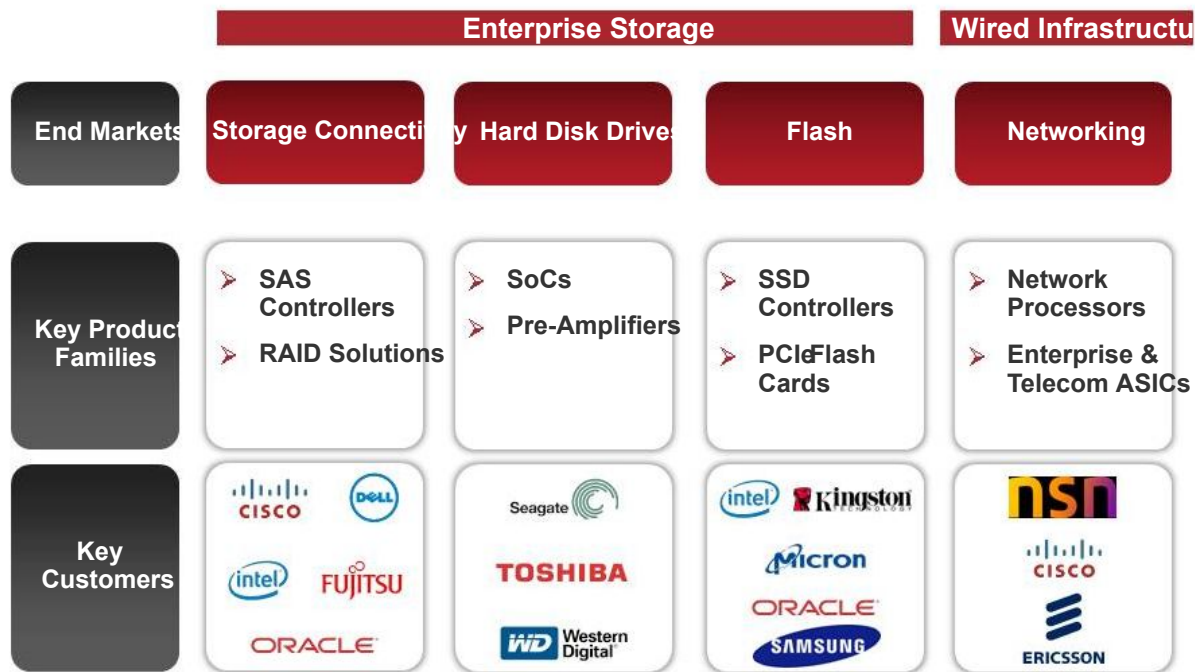 Enterprise Storage
Wired Infrastructu
End Markets
Storage Connectivity
Hard Disk Drives
Flash
Networking
Key Product
Families
SAS
Controllers
RAID Solutions
SoCs
Pre-Amplifiers
SSD
Controllers
PCIeFlash
Cards
Network
Processors
Enterprise &
Telecom ASICs
Key
Customers
CISCO
DELL
intel
FUJITSU
ORACLE
Seagate
TOSHIBA
WD Western
Digital
intel Kingston
TECHNOLOGY
Micron
ORACLE
SAMSUNG
nsn
CISCO
ERICSSON